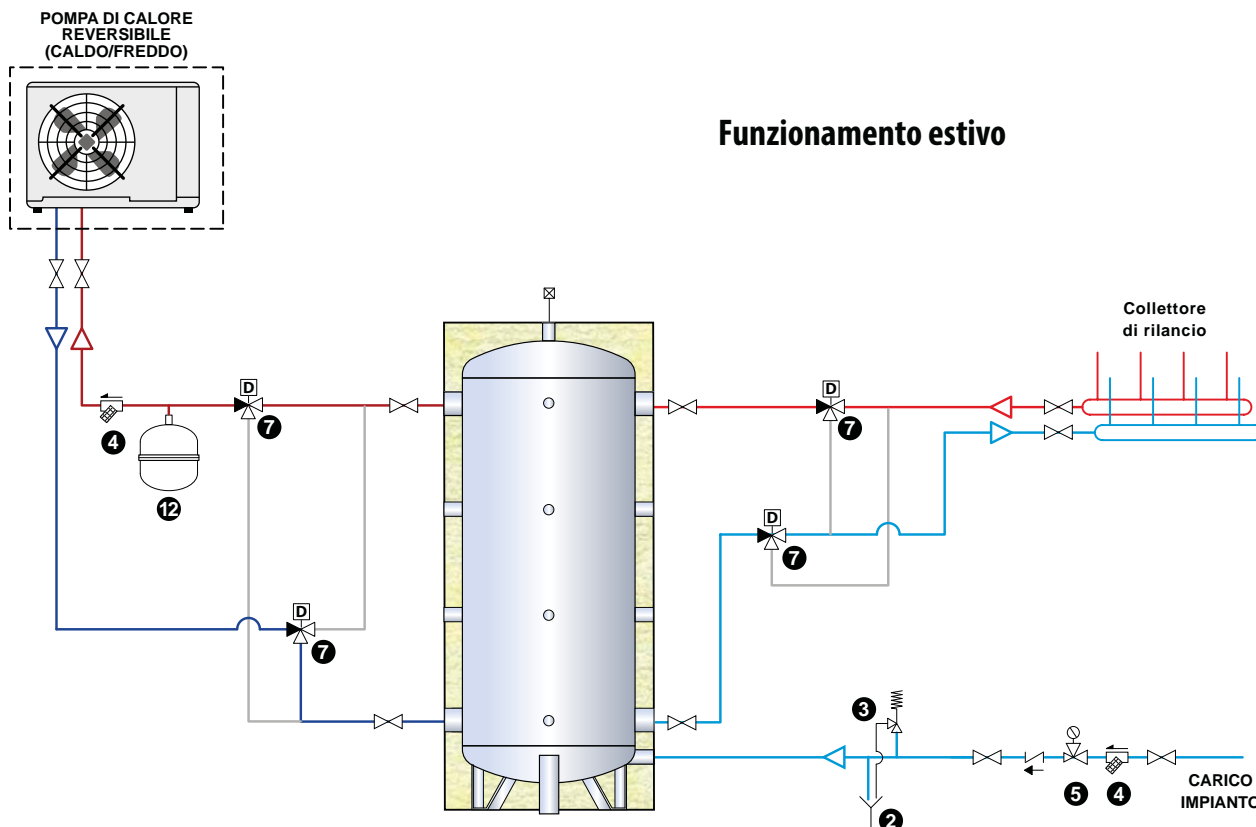 POMPA DI CALORE
REVERSIBILE
(CALDO/FREDDO)
Funzionamento estivo
Collettore
di rilancio
D
D
4
7
7
12
D
7
D
7
3
5
4
CARICO
IMPIANTO
2